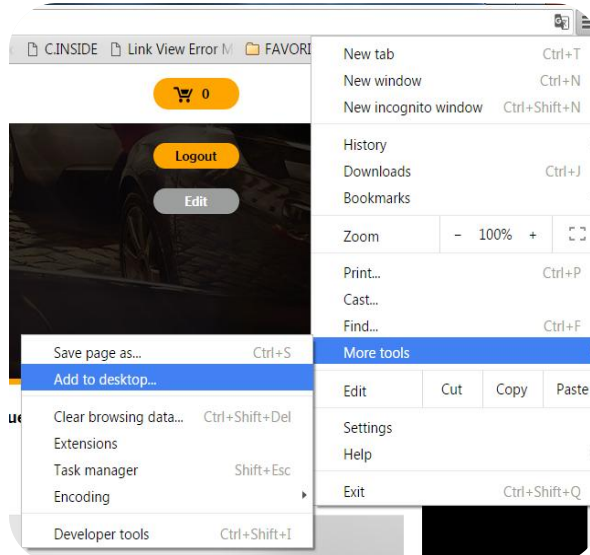 C.INSIDE Link View Error M FAVORI
0
Logout
Edit
New tab Ctrl+T
New window Ctrl+N
New incognito window Ctrl+Shift+N
History
Downloads Ctrl+J
Bookmarks
Zoom - 100% +
Print... Ctrl+P
Cast...
Find... Ctrl+F
More tools
Edit Cut Copy Paste
Settings
Help
Exit Ctrl+Shift+Q
Save page as... Ctrl+S
Add to desktop...
Clear browsing data... Ctrl+Shift+Del
Extensions
Task manager Shift+Esc
Encoding
Developer tools Ctrl+Shift+I